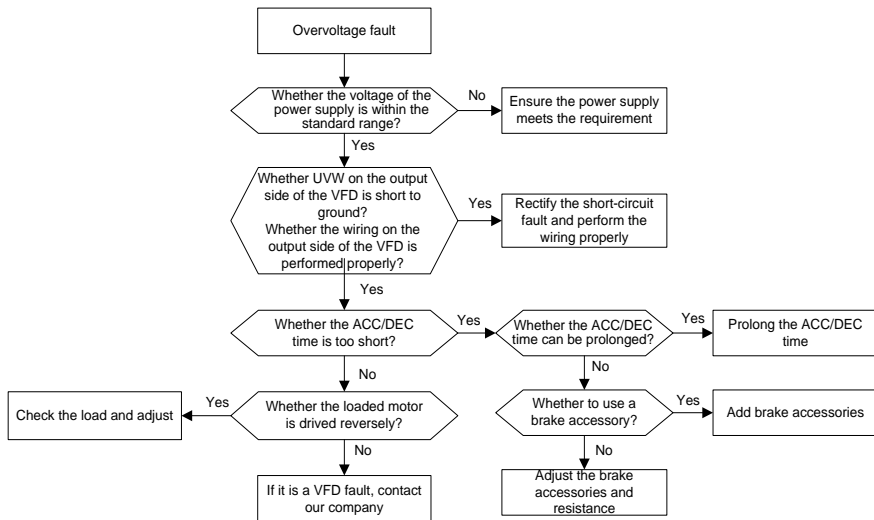 Overvoltage fault
Whether the voltage of the
power supply is within the
standard range?
No
Ensure the power supply
meets the requirement
Yes
Whether UVW on the output
side of the VFD is short to
ground?
Whether the wiring on the
output side of the VFD is
performed properly?
Yes
Rectify the short-circuit
fault and perform the
wiring properly
Yes
Whether the ACC/DEC
time is too short?
Yes
Whether the ACC/DEC
time can be prolonged?
Yes
Prolong the ACC/DEC
time
No
No
Check the load and adjust
Yes
Whether the loaded motor
is drived reversely?
Whether to use a
brake accessory?
Yes
Add brake accessories
No
No
If it is a VFD fault, contact
our company
Adjust the brake
accessories and
resistance